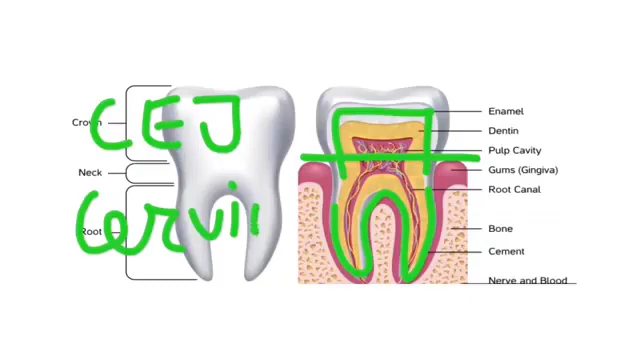 CEJ
Crown
Neck
Root
Enamel
Dentin
Pulp Cavity
Gums (Gingiva)
Root Canal
Bone
Cement
Nerve and Blood